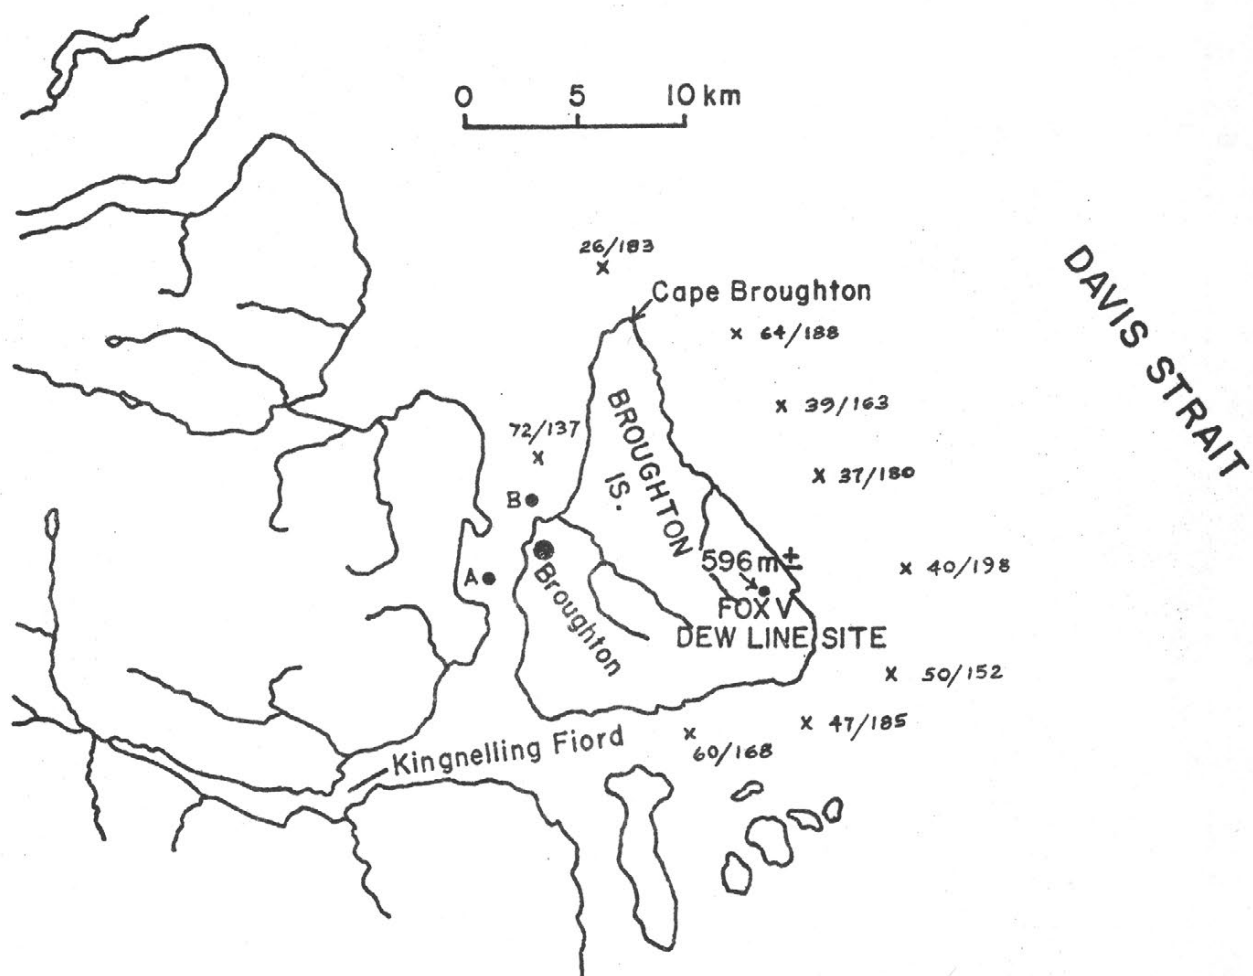 0 5 10 km
26/183
x
Cape Broughton
x 64/188
DAVIS STRAIT
x 39/163
72/137
x
BROUGHTON
IS.
x 37/180
B
596m±
x 40/198
A
Broughton
FOX V
DEW LINE SITE
x 50/152
x 47/185
Kingnelling Fiord
x
60/168